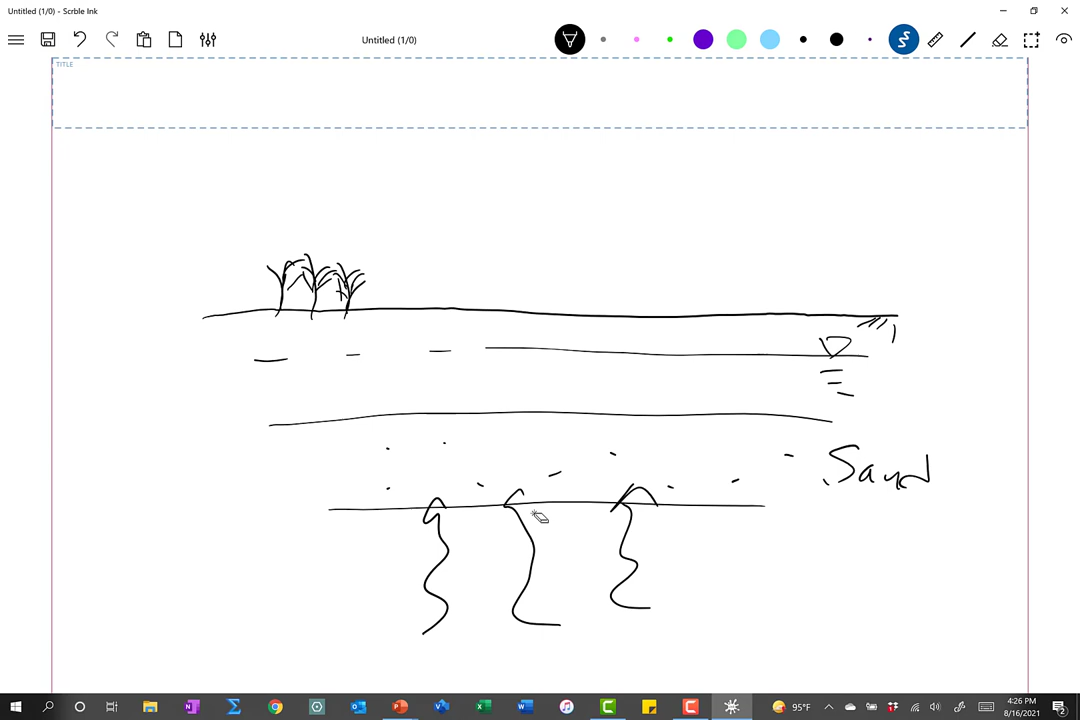 Untitled (1/0) - Scrble Ink
Untitled (1/0)
TITLE
Sand
95°F
4:26 PM
8/16/2021